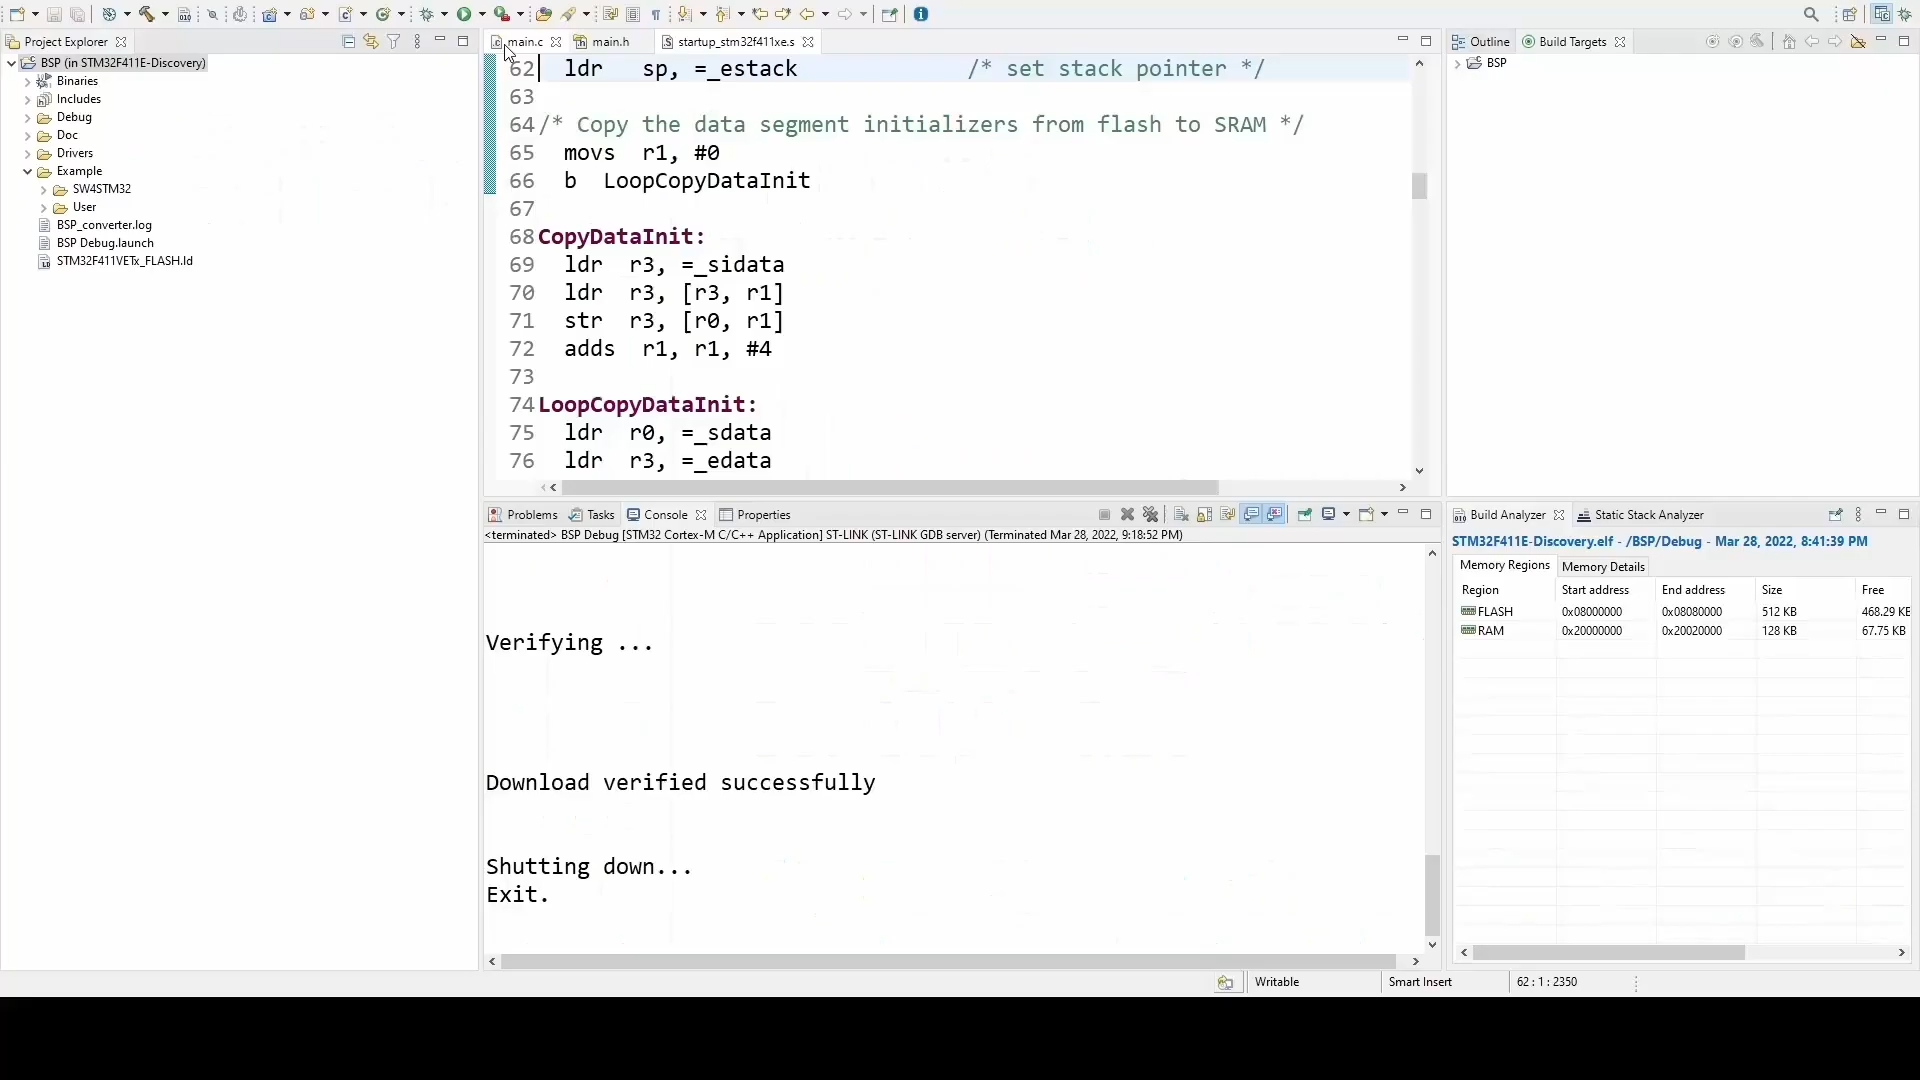 Project Explorer
BSP (in STM32F411E-Discovery)
Binaries
Includes
Debug
Doc
Drivers
Example
SW4STM32
User
BSP_converter.log
BSP Debug.launch
STM32F411VETx_FLASH.ld
main.c
main.h
startup_stm32f411xe.s
62 ldr sp, =_estack /* set stack pointer */
63
64 /* Copy the data segment initializers from flash to SRAM */
65 movs r1, #0
66 b LoopCopyDataInit
67
68 CopyDataInit:
69 ldr r3, =_sidata
70 ldr r3, [r3, r1]
71 str r3, [r0, r1]
72 adds r1, r1, #4
73
74 LoopCopyDataInit:
75 ldr r0, =_sdata
76 ldr r3, =_edata
Outline
Build Targets
BSP
Problems
Tasks
Console
Properties
<terminated> BSP Debug [STM32 Cortex-M C/C++ Application] ST-LINK (ST-LINK GDB server) (Terminated Mar 28, 2022, 9:18:52 PM)
Verifying ...
Download verified successfully
Shutting down...
Exit.
Build Analyzer
Static Stack Analyzer
STM32F411E-Discovery.elf - /BSP/Debug - Mar 28, 2022, 8:41:39 PM
Memory Regions
Memory Details
Region Start address End address Size Free
FLASH 0x08000000 0x08080000 512 KB 468.29 KE
RAM 0x20000000 0x20020000 128 KB 67.75 KB
Writable
Smart Insert
62 : 1 : 2350